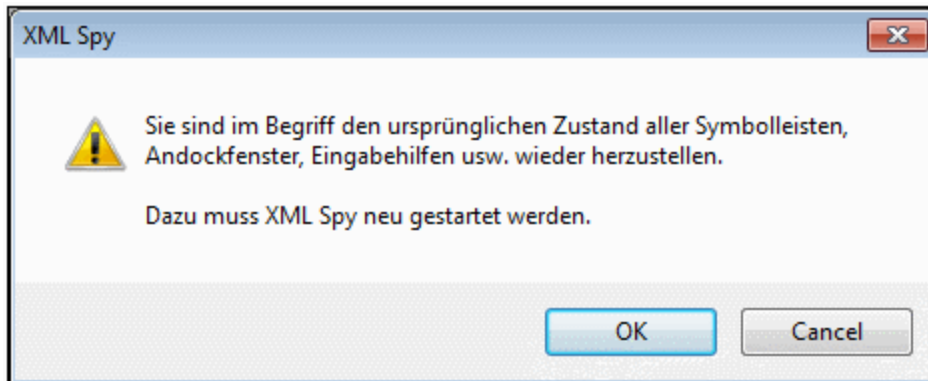 XML Spy
Sie sind im Begriff den ursprünglichen Zustand aller Symbolleisten,
Andockfenster, Eingabehilfen usw. wieder herzustellen.
Dazu muss XML Spy neu gestartet werden.
OK
Cancel